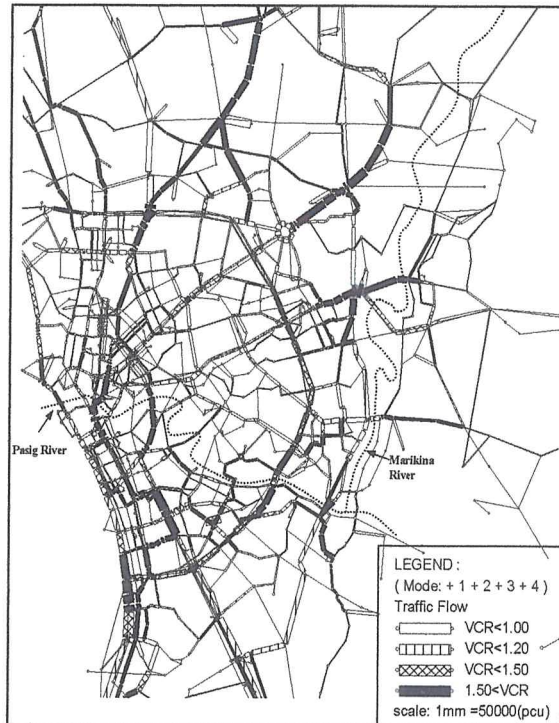 Pasig River
Marikina
River
LEGEND :
( Mode: + 1 + 2 + 3 + 4 )
Traffic Flow
VCR<1.00
VCR<1.20
VCR<1.50
1.50<VCR
scale: 1mm =50000(pcu)